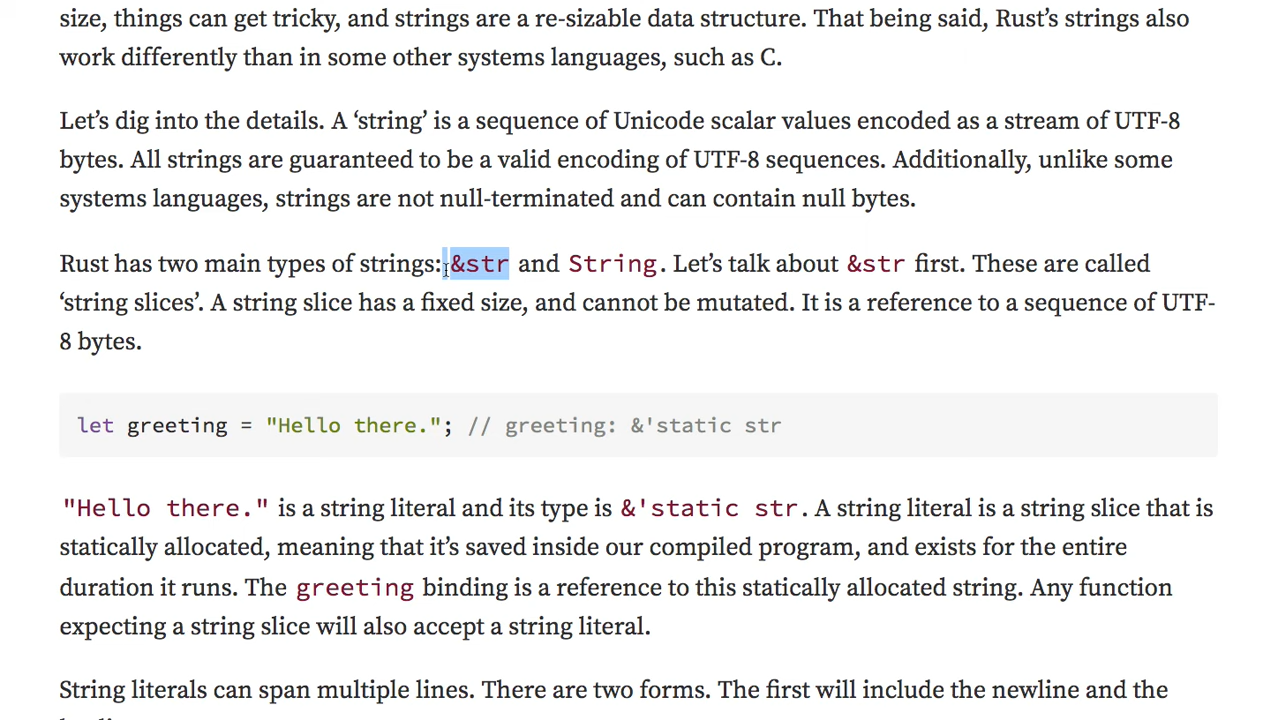 size, things can get tricky, and strings are a re-sizable data structure. That being said, Rust’s strings also
work differently than in some other systems languages, such as C.
Let’s dig into the details. A ‘string’ is a sequence of Unicode scalar values encoded as a stream of UTF-8
bytes. All strings are guaranteed to be a valid encoding of UTF-8 sequences. Additionally, unlike some
systems languages, strings are not null-terminated and can contain null bytes.
Rust has two main types of strings: &str and String. Let’s talk about &str first. These are called
‘string slices’. A string slice has a fixed size, and cannot be mutated. It is a reference to a sequence of UTF-
8 bytes.
let greeting = "Hello there."; // greeting: &'static str
"Hello there." is a string literal and its type is &'static str. A string literal is a string slice that is
statically allocated, meaning that it’s saved inside our compiled program, and exists for the entire
duration it runs. The greeting binding is a reference to this statically allocated string. Any function
expecting a string slice will also accept a string literal.
String literals can span multiple lines. There are two forms. The first will include the newline and the